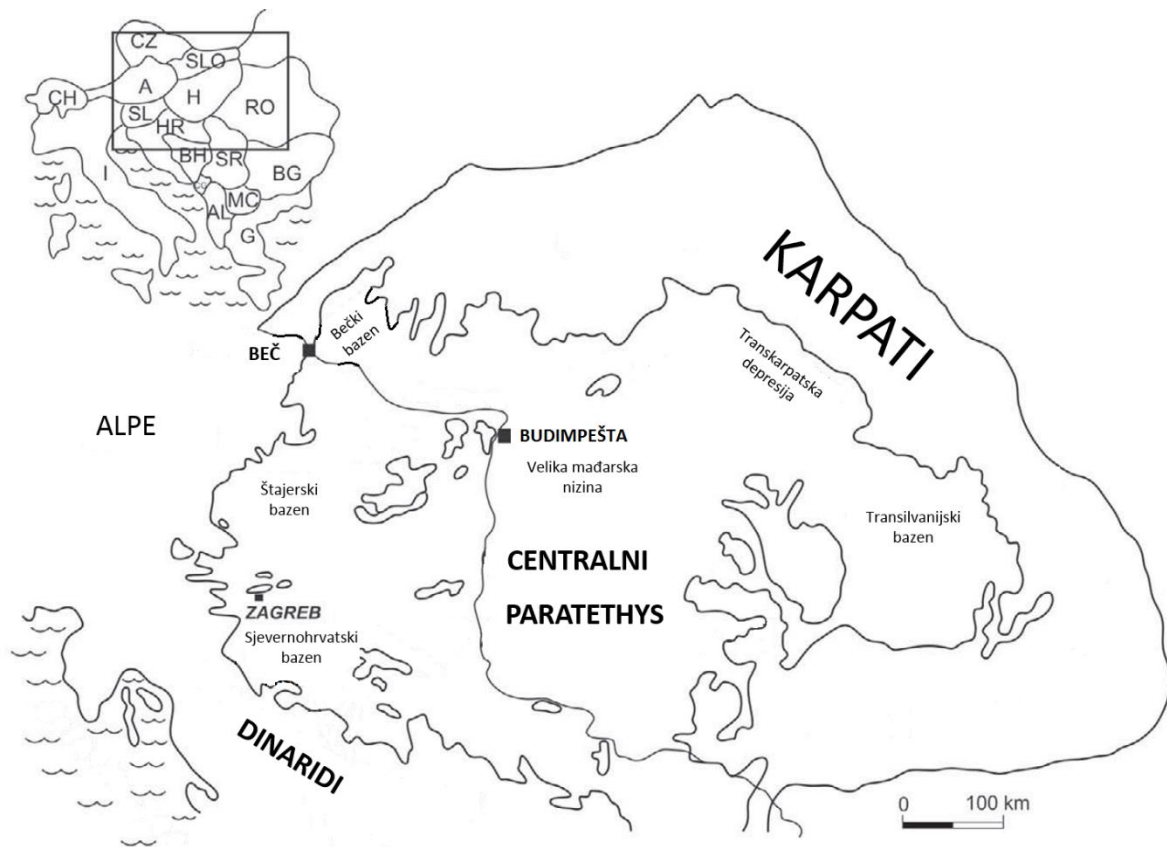 CZ
SLO
A
CH
H
RO
SL
HR
BH
SR
I
BG
MC
AL
G
KARPATI
Bečki
bazen
BEČ
Transkarpatska
depresija
ALPE
BUDIMPEŠTA
Velika mađarska
nizina
Štajerski
bazen
Transilvanijski
bazen
CENTRALNI
PARATETHYS
ZAGREB
Sjevernohrvatski
bazen
DINARIDI
0 100 km